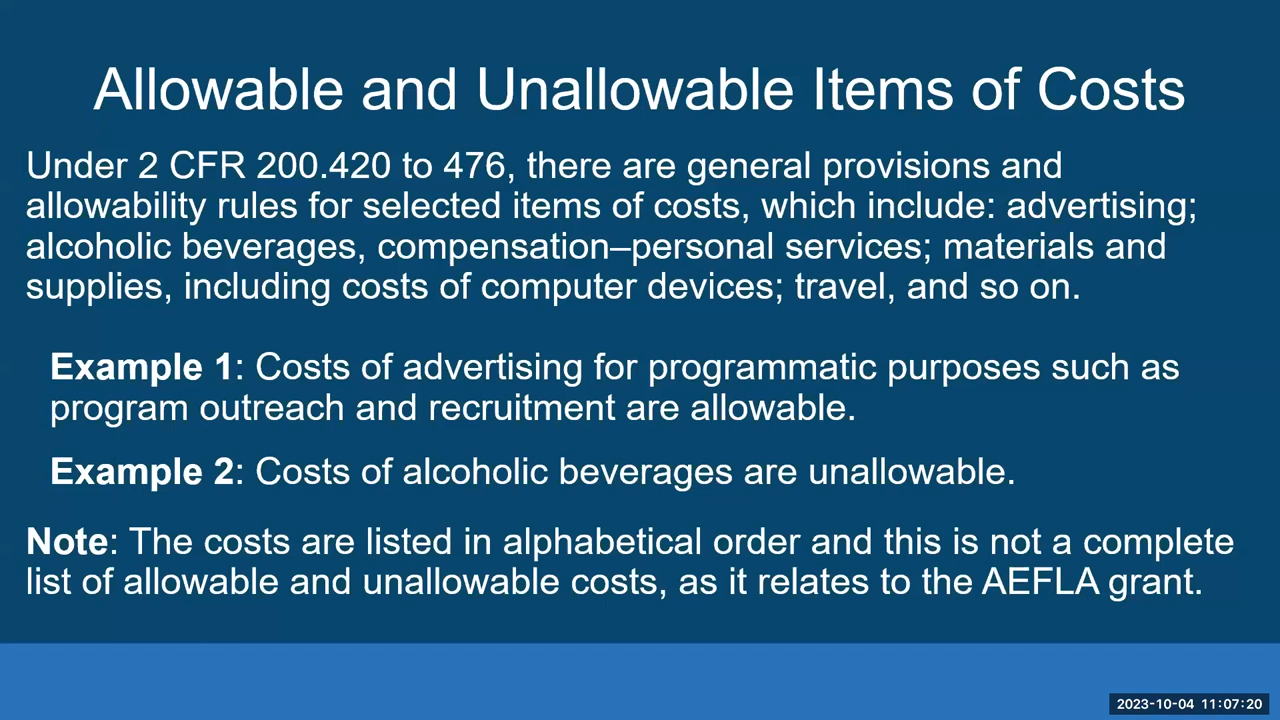 Allowable and Unallowable Items of Costs
Under 2 CFR 200.420 to 476, there are general provisions and
allowability rules for selected items of costs, which include: advertising;
alcoholic beverages, compensation–personal services; materials and
supplies, including costs of computer devices; travel, and so on.
Example 1: Costs of advertising for programmatic purposes such as
program outreach and recruitment are allowable.
Example 2: Costs of alcoholic beverages are unallowable.
Note: The costs are listed in alphabetical order and this is not a complete
list of allowable and unallowable costs, as it relates to the AEFLA grant.
2023-10-04 11:07:20